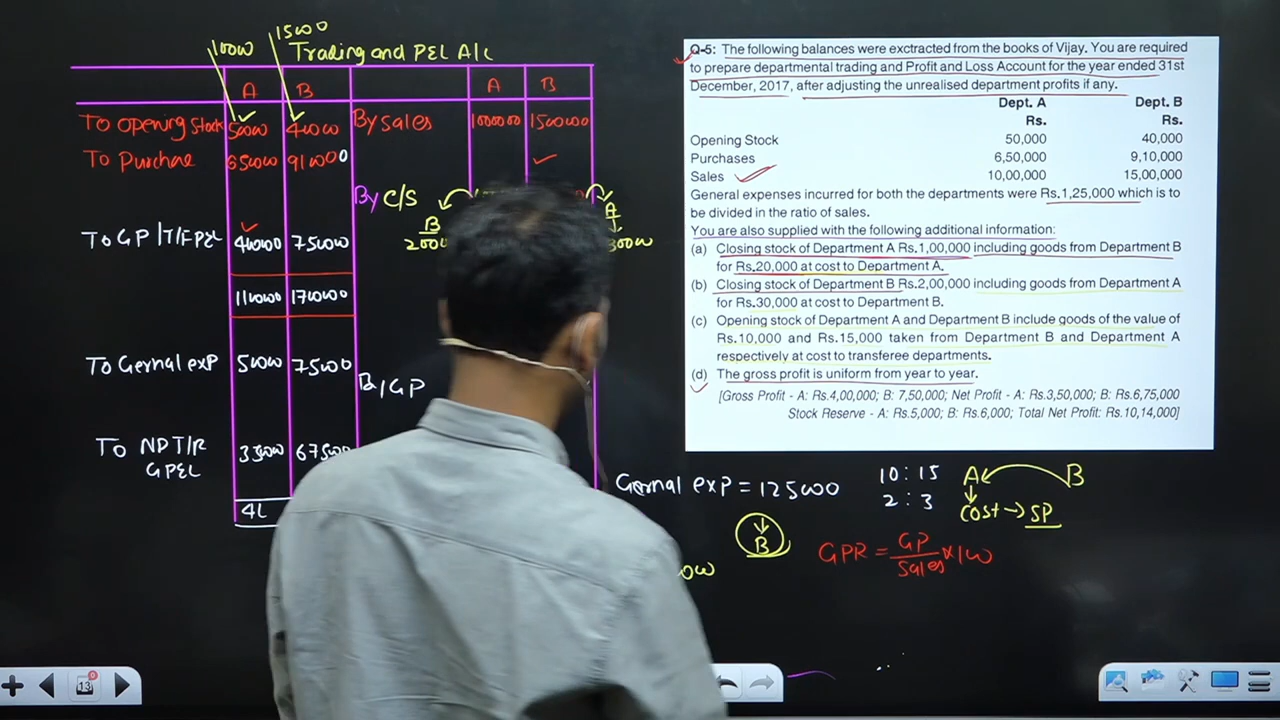 10000
15000
Trading and P&L A/c
A B A B
To Opening Stock 50000 40000 By Sales 1000000 1500000
To Purchase 650000 910000
By C/S
B
A
To GP T/F P&L 400000 750000
1100000 1700000
To Gernal exp 50000 75000
B/GP
To NP T/R
GP&L
350000
4L
Q-5: The following balances were exctracted from the books of Vijay. You are required
to prepare departmental trading and Profit and Loss Account for the year ended 31st
December, 2017, after adjusting the unrealised department profits if any.
Dept. A Dept. B
Rs. Rs.
Opening Stock 50,000 40,000
Purchases 6,50,000 9,10,000
Sales 10,00,000 15,00,000
General expenses incurred for both the departments were Rs.1,25,000 which is to
be divided in the ratio of sales.
You are also supplied with the following additional information:
(a) Closing stock of Department A Rs.1,00,000 including goods from Department B
for Rs.20,000 at cost to Department A.
(b) Closing stock of Department B Rs.2,00,000 including goods from Department A
for Rs.30,000 at cost to Department B.
(c) Opening stock of Department A and Department B include goods of the value of
Rs.10,000 and Rs.15,000 taken from Department B and Department A
respectively at cost to transferee departments.
(d) The gross profit is uniform from year to year.
[Gross Profit - A: Rs.4,00,000; B: 7,50,000; Net Profit - A: Rs.3,50,000; B: Rs.6,75,000
Stock Reserve - A: Rs.5,000; B: Rs.6,000; Total Net Profit: Rs.10,14,000]
Gernal exp = 125000
10 : 15
2 : 3
A B
Cost → SP
B
GPR = GP/Sales × 100
13